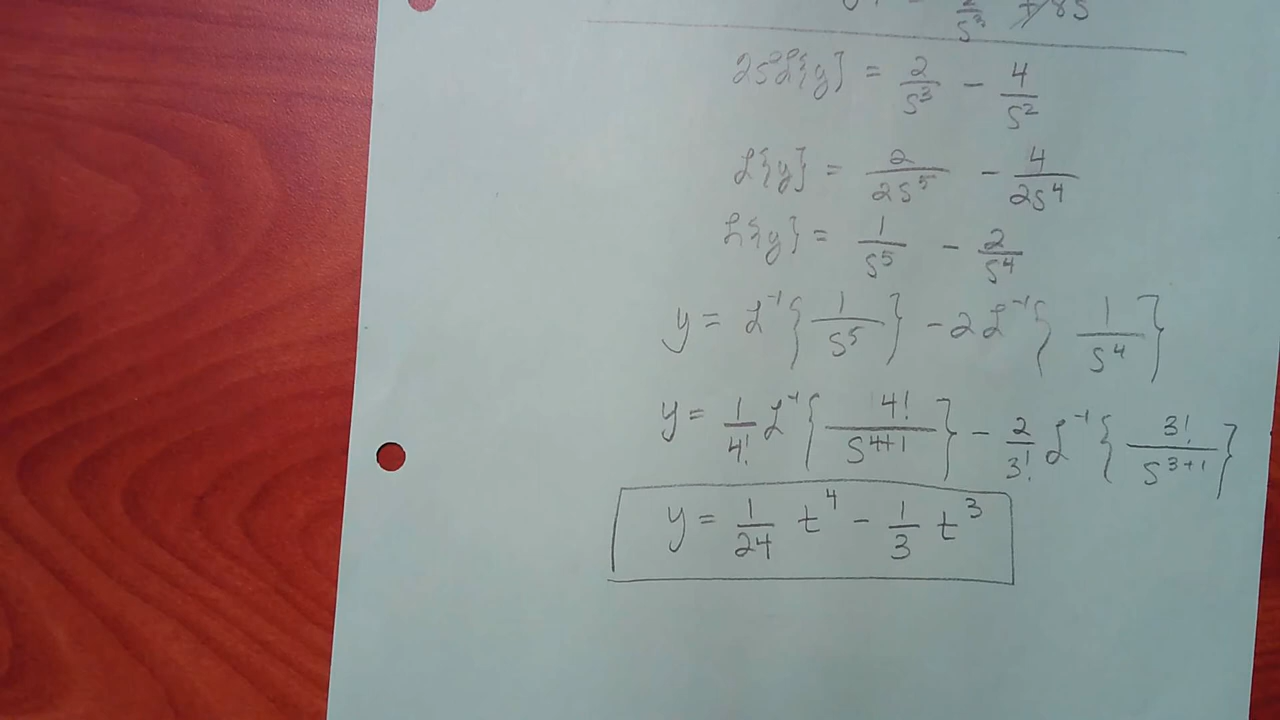 2s²ℒ{y} = 2/s³ - 4/s²
ℒ{y} = 2/2s⁵ - 4/2s⁴
ℒ{y} = 1/s⁵ - 2/s⁴
y = ℒ⁻¹{1/s⁵} - 2ℒ⁻¹{1/s⁴}
y = 1/4! ℒ⁻¹{4!/s⁴⁺¹} - 2/3! ℒ⁻¹{3!/s³⁺¹}
y = 1/24 t⁴ - 1/3 t³